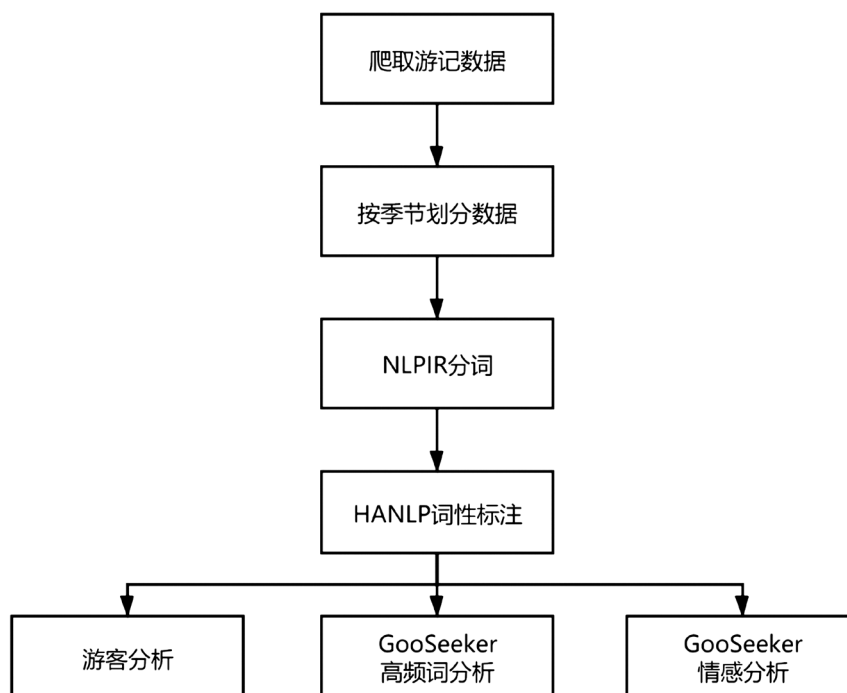 爬取游记数据
按季节划分数据
NLPIR分词
HANLP词性标注
游客分析
GooSeeker
高频词分析
GooSeeker
情感分析